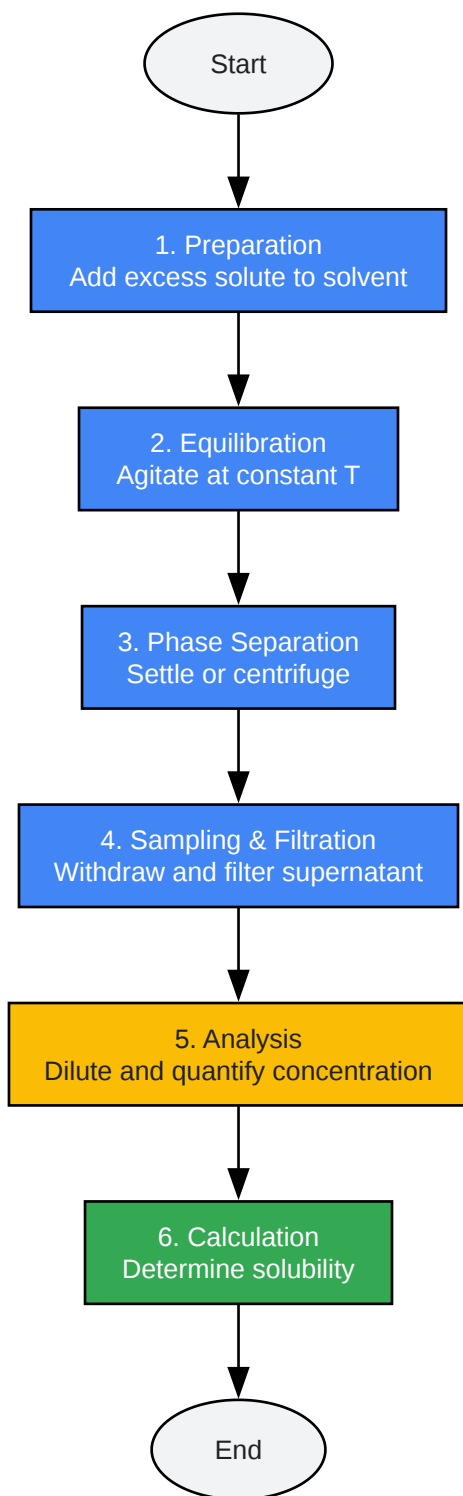 Start
1. Preparation
Add excess solute to solvent
2. Equilibration
Agitate at constant T
3. Phase Separation
Settle or centrifuge
4. Sampling & Filtration
Withdraw and filter supernatant
5. Analysis
Dilute and quantify concentration
6. Calculation
Determine solubility
End